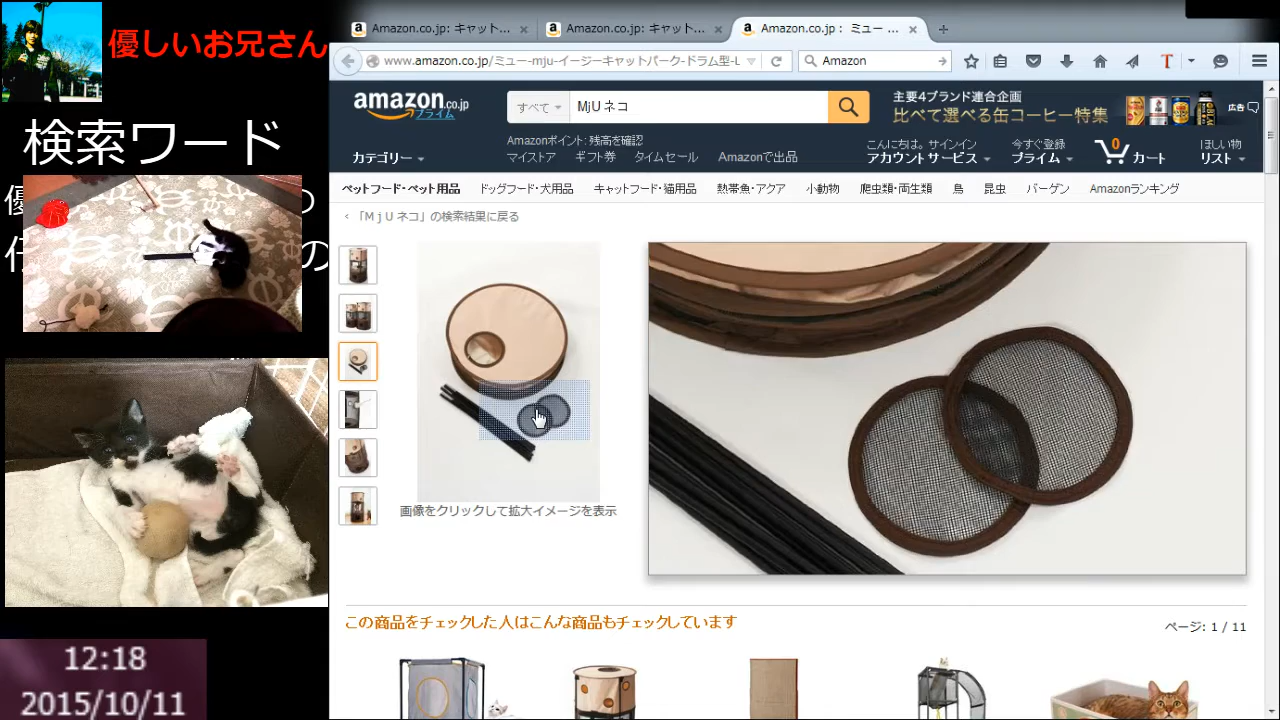 優しいお兄さん
検索ワード
12:18
2015/10/11
Amazon.co.jp: キャット...
Amazon.co.jp: キャット...
Amazon.co.jp : ミュー ...
www.amazon.co.jp/ミュー-mju-イージーキャットパーク-ドラム型-L
Amazon
amazon.co.jp
プライム
すべて
MjU ネコ
主要4ブランド連合企画
比べて選べる缶コーヒー特集
広告
Amazonポイント: 残高を確認
カテゴリー
マイストア
ギフト券
タイムセール
Amazonで出品
こんにちは。サインイン
アカウントサービス
今すぐ登録
プライム
0
カート
ほしい物
リスト
ペットフード・ペット用品
ドッグフード・犬用品
キャットフード・猫用品
熱帯魚・アクア
小動物
爬虫類・両生類
鳥
昆虫
バーゲン
Amazonランキング
‹ 「ＭｊＵ ネコ」の検索結果に戻る
画像をクリックして拡大イメージを表示
この商品をチェックした人はこんな商品もチェックしています
ページ: 1 / 11